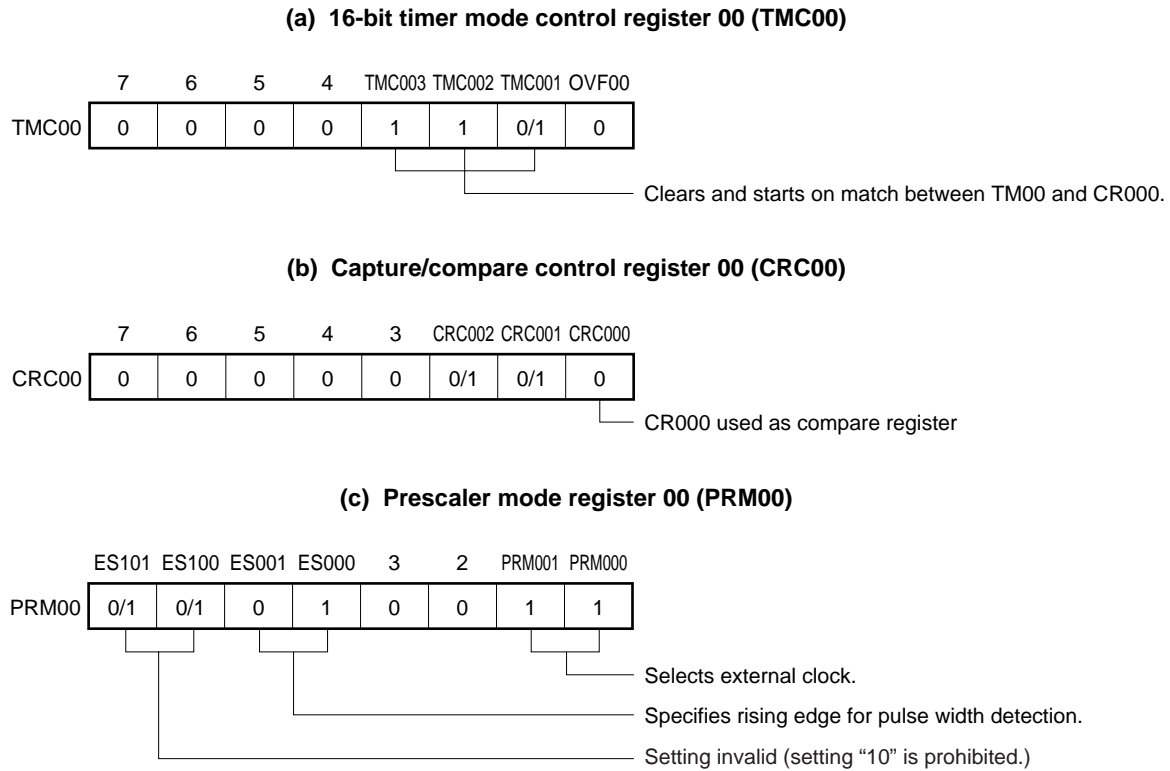 (a) 16-bit timer mode control register 00 (TMC00)
7 6 5 4 TMC003 TMC002 TMC001 OVF00
TMC00 0 0 0 0 1 1 0/1 0
Clears and starts on match between TM00 and CR000.
(b) Capture/compare control register 00 (CRC00)
7 6 5 4 3 CRC002 CRC001 CRC000
CRC00 0 0 0 0 0 0/1 0/1 0
CR000 used as compare register
(c) Prescaler mode register 00 (PRM00)
ES101 ES100 ES001 ES000 3 2 PRM001 PRM000
PRM00 0/1 0/1 0 1 0 0 1 1
Selects external clock.
Specifies rising edge for pulse width detection.
Setting invalid (setting “10” is prohibited.)